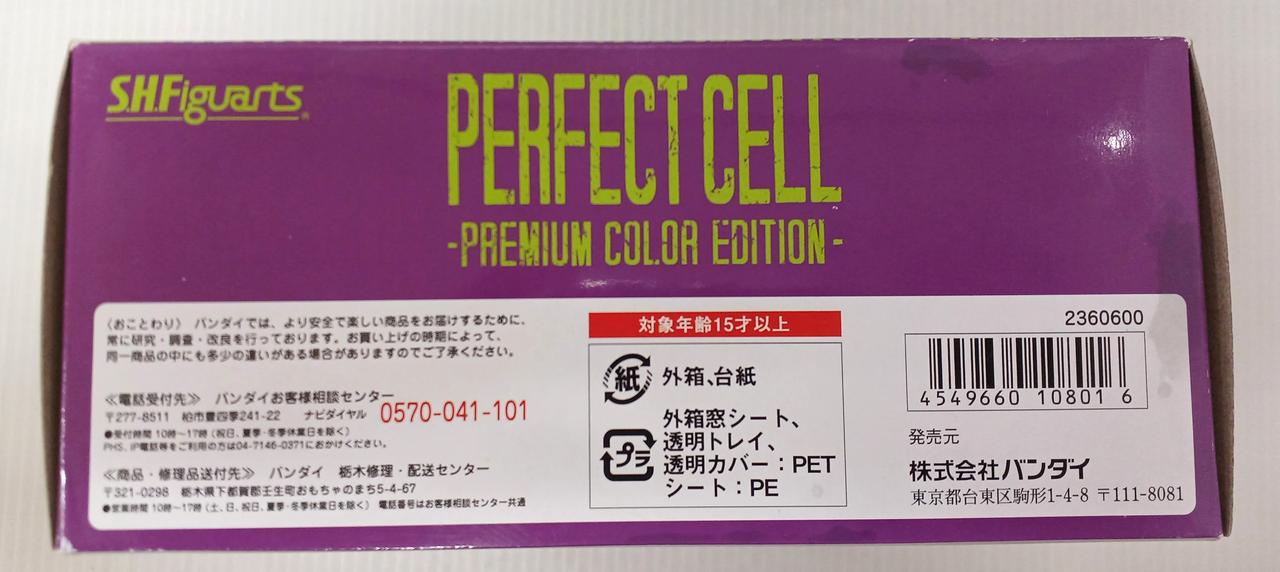 S.H.Figuarts
PERFECT CELL
-PREMIUM COLOR EDITION-
〈おことわり〉 バンダイでは、より安全で楽しい商品をお届けするために、
常に研究・調査・改良を行っております。お買い上げの時期によって、
同一商品の中にも多少の違いがある場合がありますのでご了承ください。
≪電話受付先≫ バンダイお客様相談センター
〒277-8511 柏市豊四季241-22 ナビダイヤル 0570-041-101
●受付時間 10時〜17時(祝日、夏季・冬季休業日を除く)
PHS、IP電話等をご利用の方は04-7146-0371におかけください。
≪商品・修理品送付先≫ バンダイ 栃木修理・配送センター
〒321-0298 栃木県下都賀郡壬生町おもちゃのまち5-4-67
●営業時間 10時〜17時(土、日、祝日、夏季・冬季休業日を除く) 電話番号はお客様相談センター共通
対象年齢15才以上
紙 外箱、台紙
プラ 外箱窓シート、
透明トレイ、
透明カバー：PET
シート：PE
2360600
4549660 10801 6
発売元
株式会社バンダイ
東京都台東区駒形1-4-8 〒111-8081